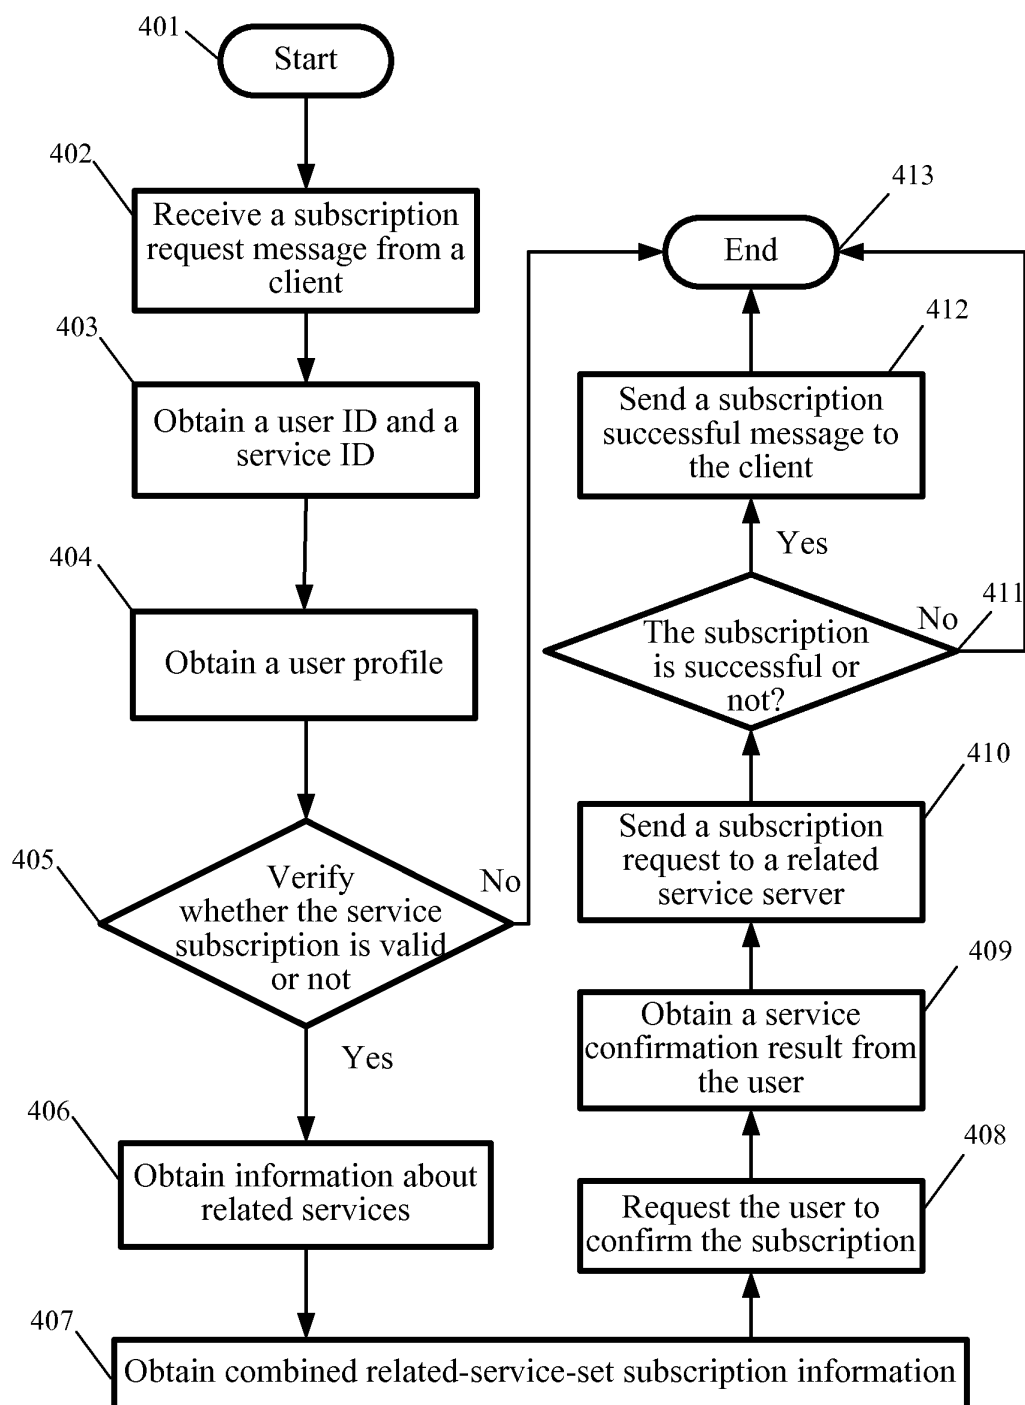 401
Start
402
Receive a subscription
request message from a
client
403
Obtain a user ID and a
service ID
404
Obtain a user profile
405
Verify
whether the service
subscription is valid
or not
No
Yes
406
Obtain information about
related services
407
Obtain combined related-service-set subscription information
408
Request the user to
confirm the subscription
409
Obtain a service
confirmation result from
the user
410
Send a subscription
request to a related
service server
411
The subscription
is successful or
not?
No
Yes
412
Send a subscription
successful message to
the client
413
End